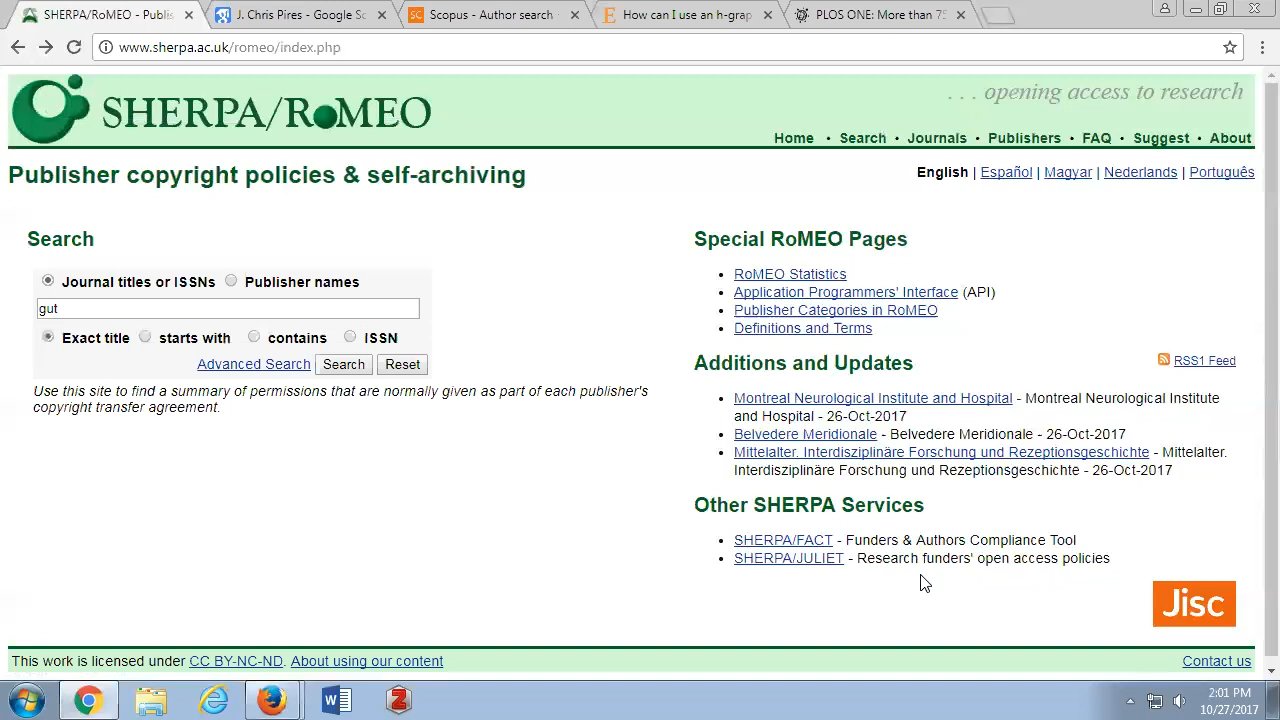 SHERPA/RoMEO - Publis
J. Chris Pires - Google Sc
Scopus - Author search
How can I use an h-grap
PLOS ONE: More than 75
www.sherpa.ac.uk/romeo/index.php
SHERPA/RoMEO
. . . opening access to research
Home • Search • Journals • Publishers • FAQ • Suggest • About
Publisher copyright policies & self-archiving
English | Español | Magyar | Nederlands | Português
Search
Journal titles or ISSNs Publisher names
gut
Exact title starts with contains ISSN
Advanced Search Search Reset
Use this site to find a summary of permissions that are normally given as part of each publisher's
copyright transfer agreement.
Special RoMEO Pages
• RoMEO Statistics
• Application Programmers' Interface (API)
• Publisher Categories in RoMEO
• Definitions and Terms
Additions and Updates
RSS1 Feed
• Montreal Neurological Institute and Hospital - Montreal Neurological Institute
and Hospital - 26-Oct-2017
• Belvedere Meridionale - Belvedere Meridionale - 26-Oct-2017
• Mittelalter. Interdisziplinäre Forschung und Rezeptionsgeschichte - Mittelalter.
Interdisziplinäre Forschung und Rezeptionsgeschichte - 26-Oct-2017
Other SHERPA Services
• SHERPA/FACT - Funders & Authors Compliance Tool
• SHERPA/JULIET - Research funders' open access policies
Jisc
This work is licensed under CC BY-NC-ND. About using our content
Contact us
2:01 PM
10/27/2017